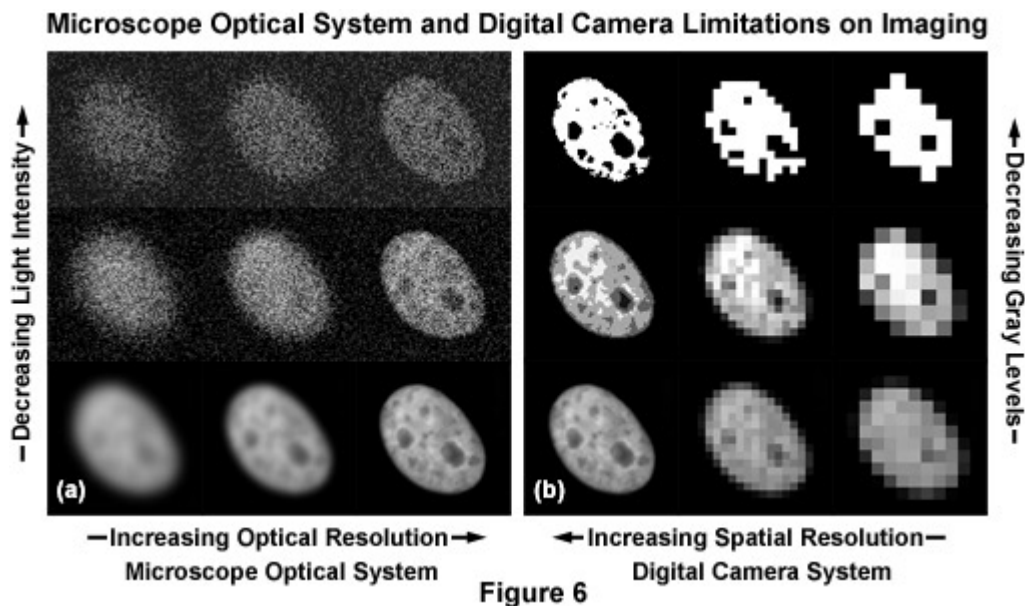 Microscope Optical System and Digital Camera Limitations on Imaging
Decreasing Light Intensity
(a)
Increasing Optical Resolution
Microscope Optical System
(b)
Decreasing Gray Levels
Increasing Spatial Resolution
Digital Camera System
Figure 6